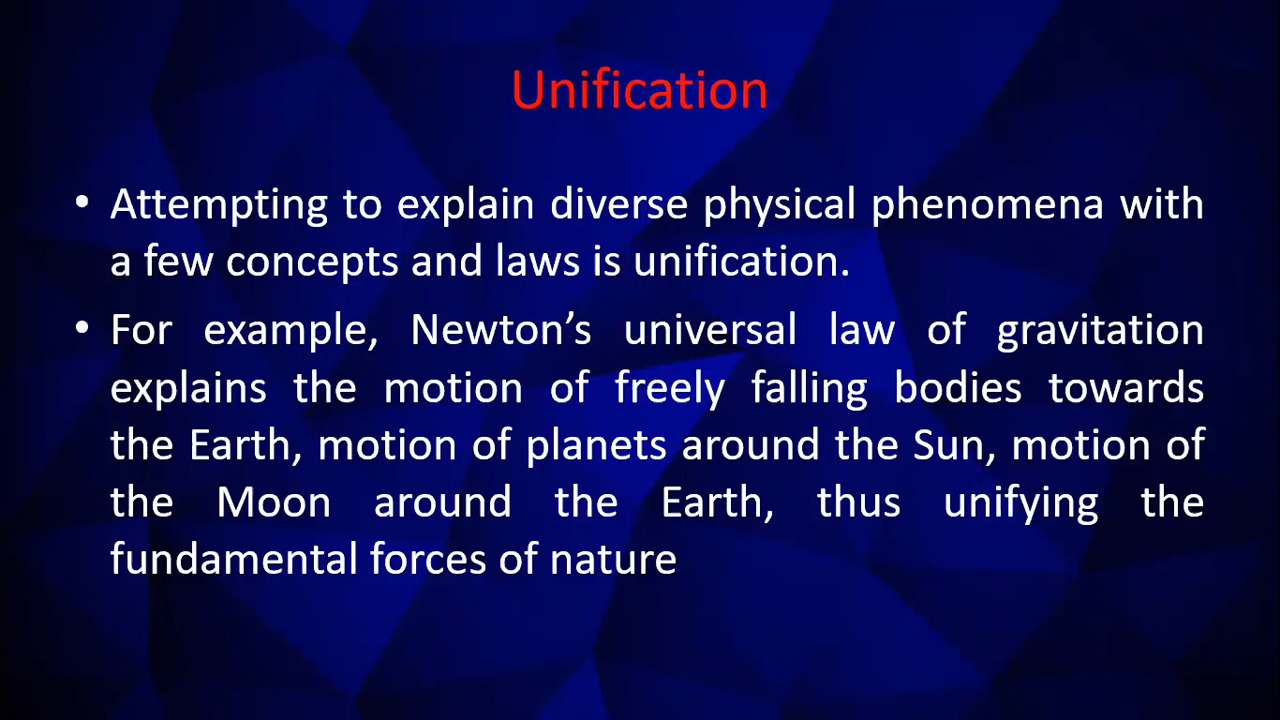 Unification
• Attempting to explain diverse physical phenomena with
a few concepts and laws is unification.
• For example, Newton’s universal law of gravitation
explains the motion of freely falling bodies towards
the Earth, motion of planets around the Sun, motion of
the Moon around the Earth, thus unifying the
fundamental forces of nature